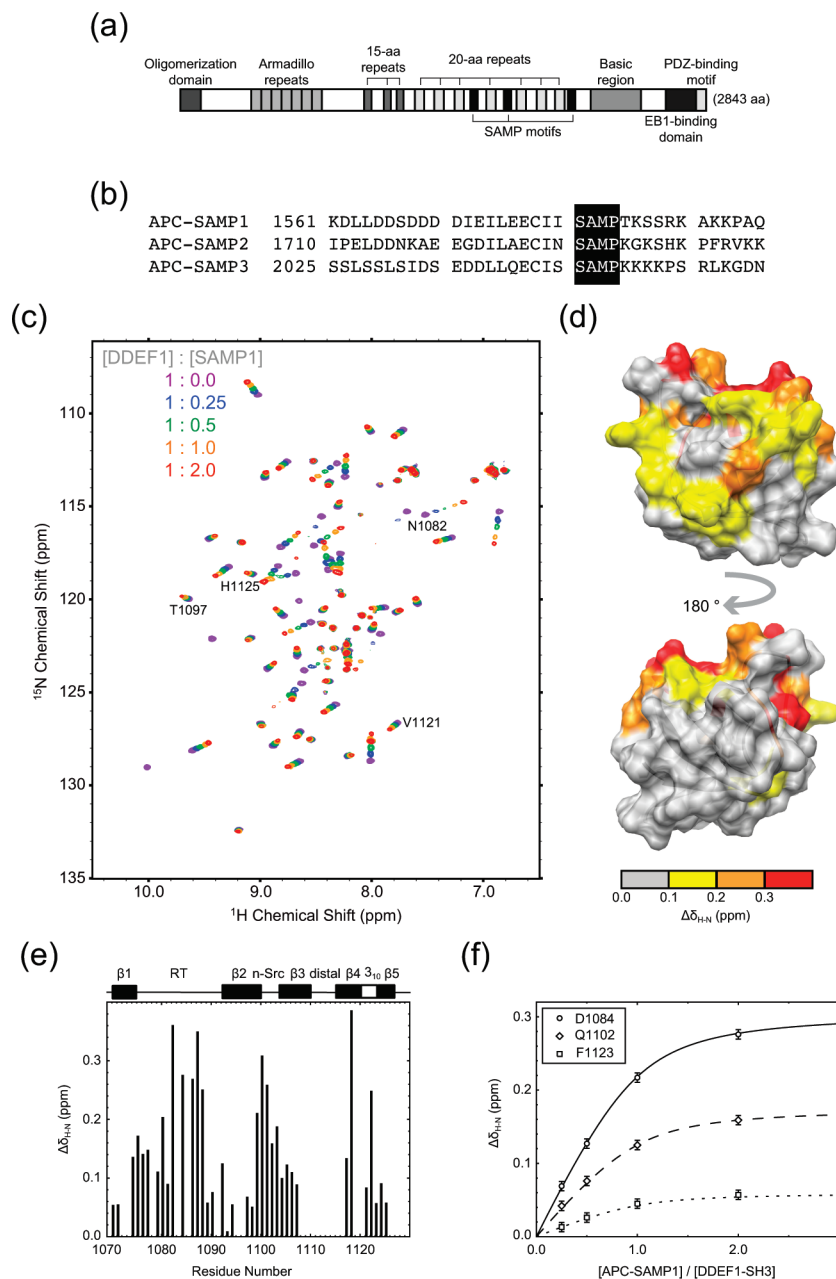 (a)
Oligomerization domain
Armadillo repeats
15-aa repeats
20-aa repeats
Basic region
PDZ-binding motif
(2843 aa)
SAMP motifs
EB1-binding domain
(b)
APC-SAMP1 1561 KDLLDDSDDD DIEILEECII SAMPTKSSRK AKKPAQ
APC-SAMP2 1710 IPELDDNKAE EGDILAECIN SAMPKGKSHK PFRVKK
APC-SAMP3 2025 SSLSSLSIDS EDDLLQECIS SAMPKKKKPS RLKGDN
(c)
[DDEF1] : [SAMP1]
1 : 0.0
1 : 0.25
1 : 0.5
1 : 1.0
1 : 2.0
110
115
120
125
130
135
15N Chemical Shift (ppm)
N1082
H1125
T1097
V1121
10.0 9.0 8.0 7.0
1H Chemical Shift (ppm)
(d)
180 °
0.0 0.1 0.2 0.3
ΔδH-N (ppm)
(e)
β1 RT β2 n-Src β3 distal β4 310 β5
0.3
0.2
0.1
0.0
ΔδH-N (ppm)
1070 1080 1090 1100 1110 1120
Residue Number
(f)
D1084
Q1102
F1123
0.3
0.2
0.1
0.0
ΔδH-N (ppm)
0.0 1.0 2.0
[APC-SAMP1] / [DDEF1-SH3]